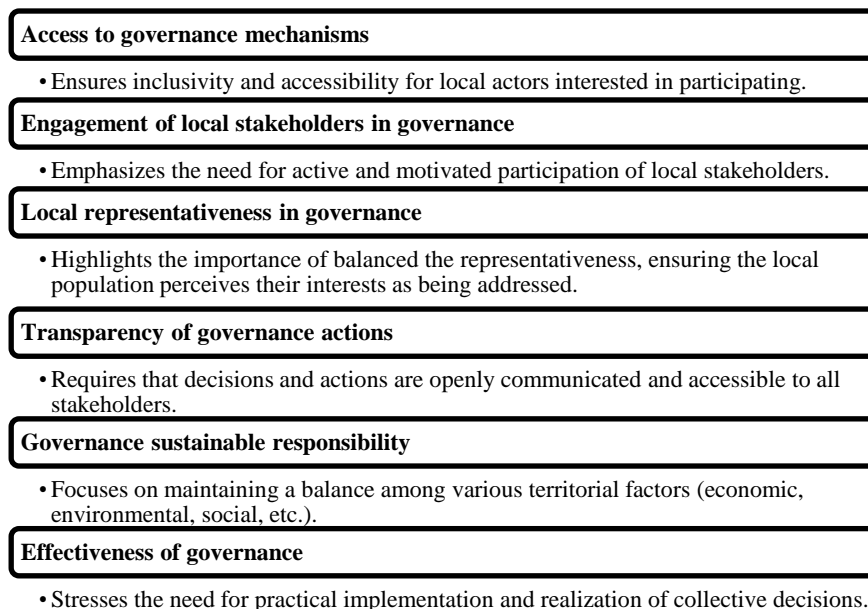 Access to governance mechanisms
• Ensures inclusivity and accessibility for local actors interested in participating.
Engagement of local stakeholders in governance
• Emphasizes the need for active and motivated participation of local stakeholders.
Local representativeness in governance
• Highlights the importance of balanced the representativeness, ensuring the local
population perceives their interests as being addressed.
Transparency of governance actions
• Requires that decisions and actions are openly communicated and accessible to all
stakeholders.
Governance sustainable responsibility
• Focuses on maintaining a balance among various territorial factors (economic,
environmental, social, etc.).
Effectiveness of governance
• Stresses the need for practical implementation and realization of collective decisions.